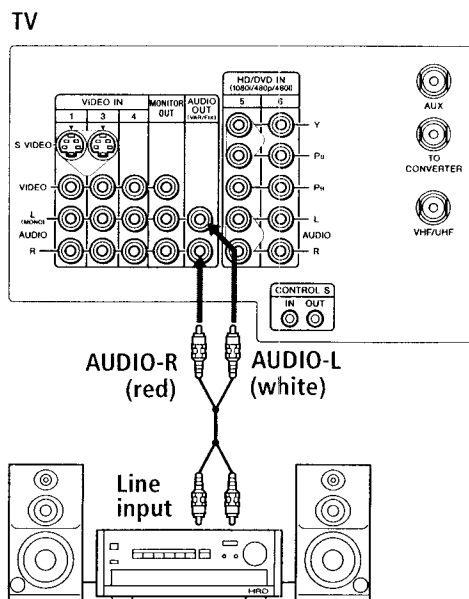 TV
HD/DVD IN
(1080i/480p/480i)
VIDEO IN
MONITOR
OUT
AUDIO
OUT
(VAR/FIX)
1 3 4
5 6
S VIDEO
VIDEO
L
(MONO)
AUDIO
R
Y
PB
PR
L
AUDIO
R
AUX
TO
CONVERTER
VHF/UHF
CONTROL S
IN OUT
AUDIO-R
(red)
AUDIO-L
(white)
Line
input